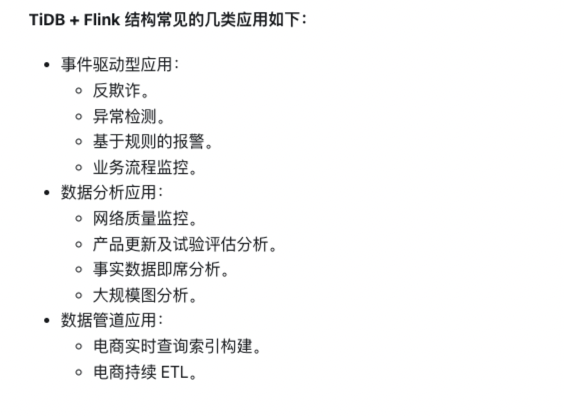 TiDB + Flink 结构常见的几类应用如下：
• 事件驱动型应用：
◦ 反欺诈。
◦ 异常检测。
◦ 基于规则的报警。
◦ 业务流程监控。
• 数据分析应用：
◦ 网络质量监控。
◦ 产品更新及试验评估分析。
◦ 事实数据即席分析。
◦ 大规模图分析。
• 数据管道应用：
◦ 电商实时查询索引构建。
◦ 电商持续 ETL。